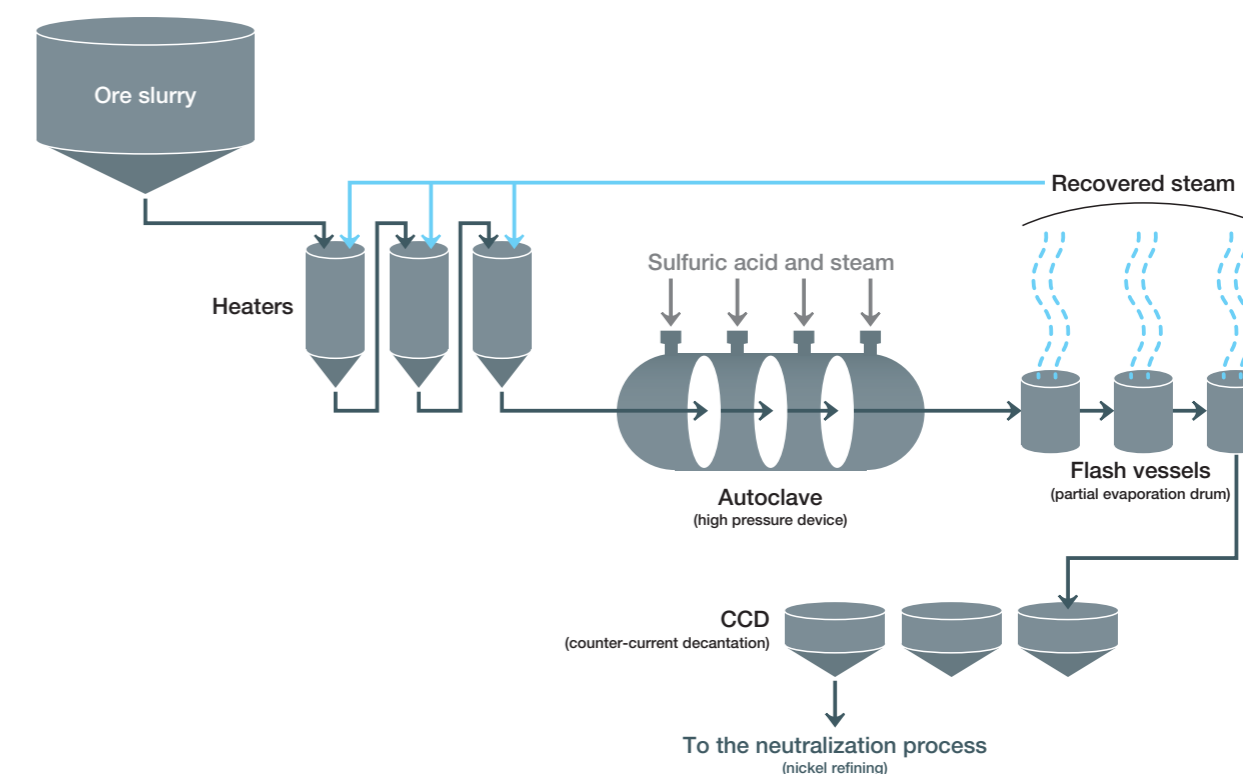 Ore slurry
Recovered steam
Sulfuric acid and steam
Heaters
Flash vessels
(partial evaporation drum)
Autoclave
(high pressure device)
CCD
(counter-current decantation)
To the neutralization process
(nickel refining)